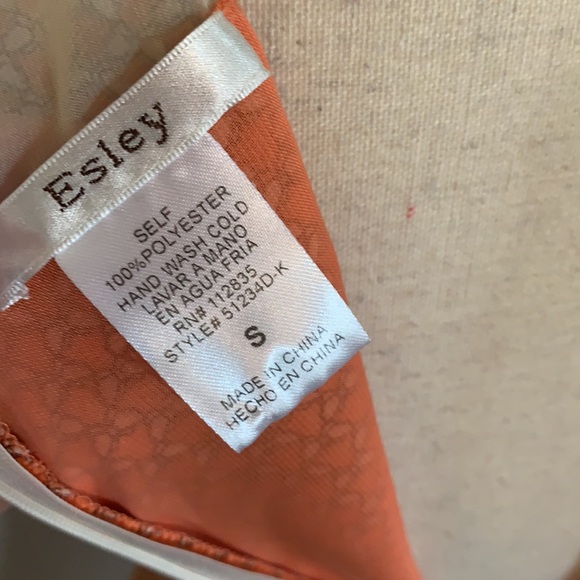 Esley
SELF
100%POLYESTER
HAND WASH COLD
LAVAR A MANO
EN AGUA FRIA
RN# 112835
STYLE# 51234D-K
S
MADE IN CHINA
HECHO EN CHINA